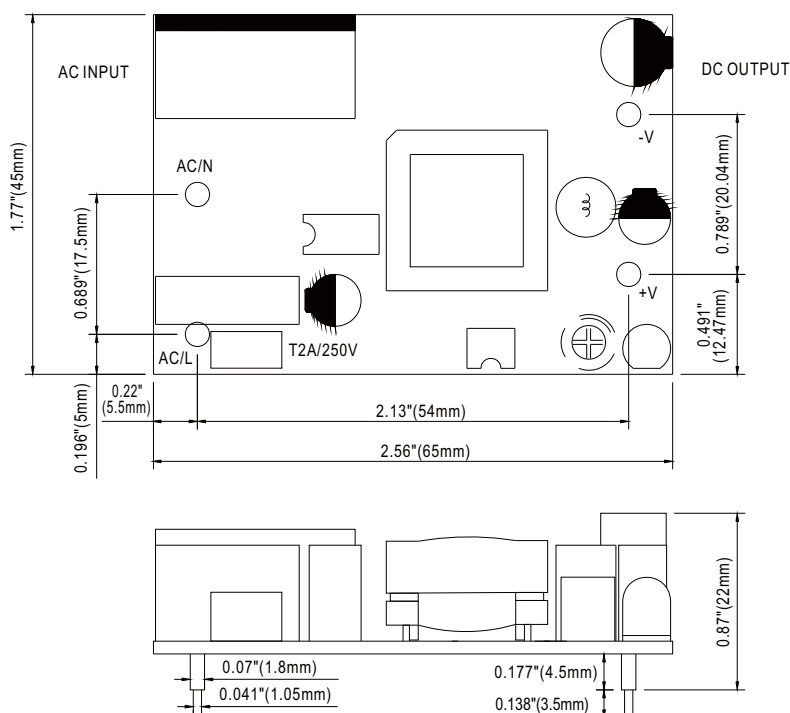 AC INPUT
DC OUTPUT
-V
AC/N
1.77"(45mm)
0.689"(17.5mm)
0.789"(20.04mm)
+V
0.491"
(12.47mm)
T2A/250V
AC/L
0.22"
(5.5mm)
0.196"(5mm)
2.13"(54mm)
2.56"(65mm)
0.87"(22mm)
0.07"(1.8mm)
0.177"(4.5mm)
0.041"(1.05mm)
0.138"(3.5mm)